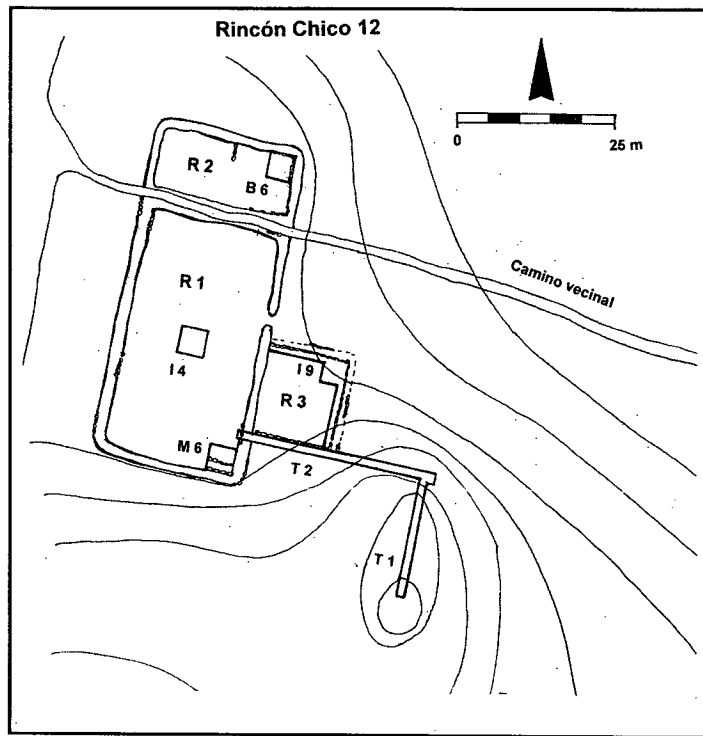 Rincón Chico 12
0 25 m
R 2
B 6
Camino vecinal
R 1
I 4
I 9
R 3
M 6
T 2
T 1